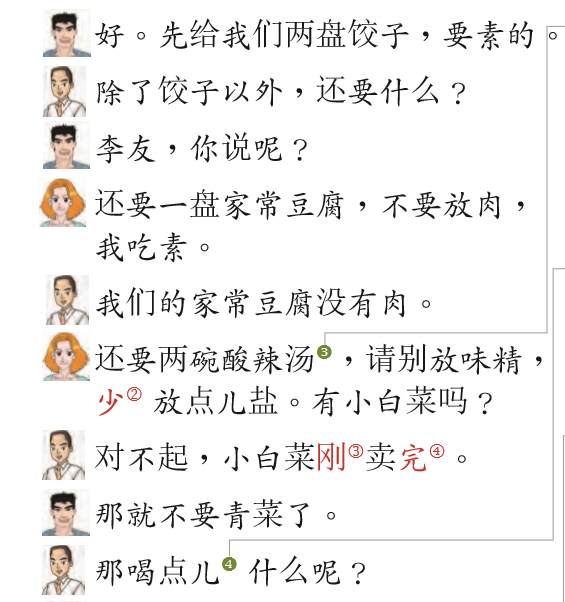 好。先给我们两盘饺子，要素的。
除了饺子以外，还要什么？
李友，你说呢？
还要一盘家常豆腐，不要放肉，
我吃素。
我们的家常豆腐没有肉。
还要两碗酸辣汤❸，请别放味精，
少② 放点儿盐。有小白菜吗？
对不起，小白菜刚③卖完④。
那就不要青菜了。
那喝点儿❹ 什么呢？